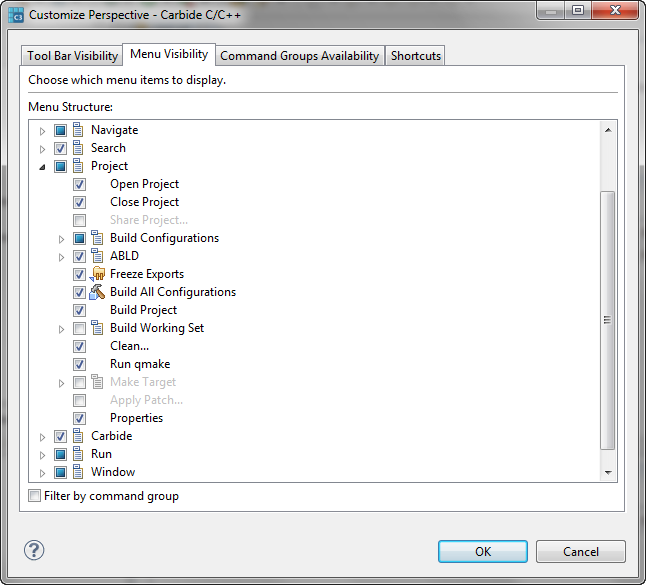 Customize Perspective - Carbide C/C++
Tool Bar Visibility Menu Visibility Command Groups Availability Shortcuts
Choose which menu items to display.
Menu Structure:
Navigate
Search
Project
Open Project
Close Project
Share Project...
Build Configurations
ABLD
Freeze Exports
Build All Configurations
Build Project
Build Working Set
Clean...
Run qmake
Make Target
Apply Patch...
Properties
Carbide
Run
Window
Filter by command group
OK Cancel